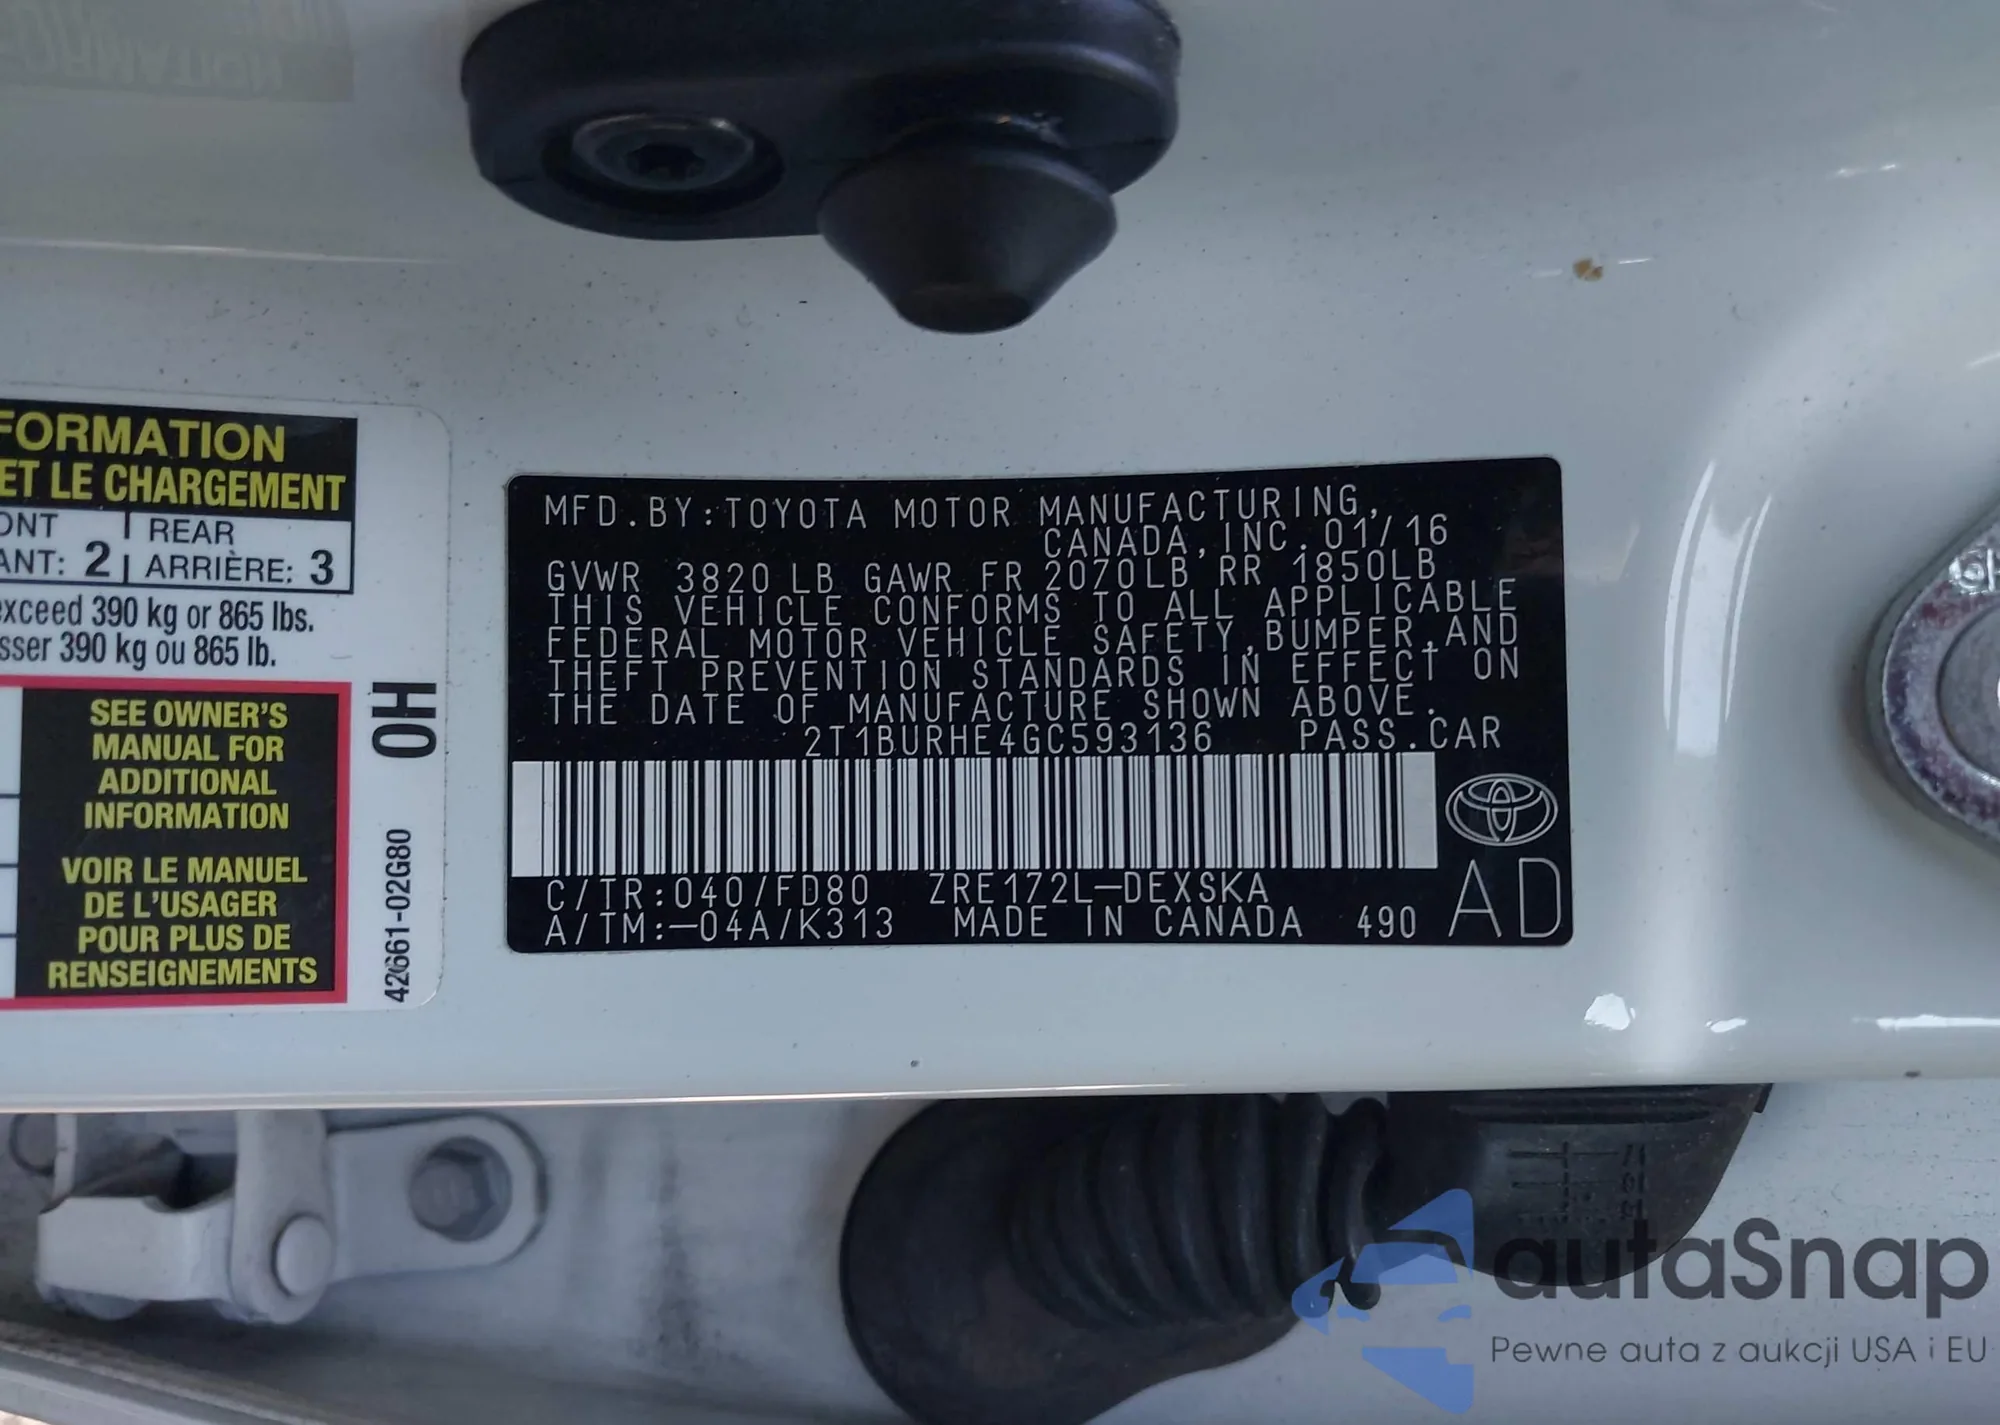 FORMATION
ET LE CHARGEMENT
ONT
REAR
ANT: 2
ARRIÈRE: 3
exceed 390 kg or 865 lbs.
sser 390 kg ou 865 lb.
SEE OWNER'S
MANUAL FOR
ADDITIONAL
INFORMATION
VOIR LE MANUEL
DE L'USAGER
POUR PLUS DE
RENSEIGNEMENTS
0H
42661-02G80
MFD.BY:TOYOTA MOTOR MANUFACTURING,
CANADA,INC.01/16
GVWR 3820 LB GAWR FR 2070LB RR 1850LB
THIS VEHICLE CONFORMS TO ALL APPLICABLE
FEDERAL MOTOR VEHICLE SAFETY,BUMPER,AND
THEFT PREVENTION STANDARDS IN EFFECT ON
THE DATE OF MANUFACTURE SHOWN ABOVE.
2T1BURHE4GC593136 PASS.CAR
C/TR:040/FD80 ZRE172L-DEXSKA
A/TM:-04A/K313 MADE IN CANADA 490
AD
autaSnap
Pewne auta z aukcji USA i EU